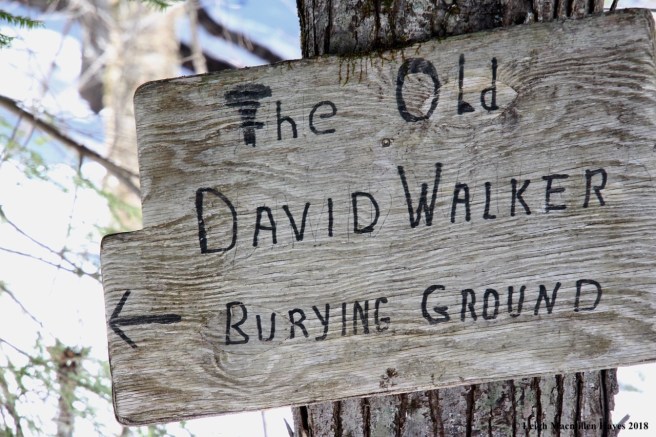 The Old
DAVID WALKER
← BURYING GROUND
© Leigh Macmillen Hayes 2018